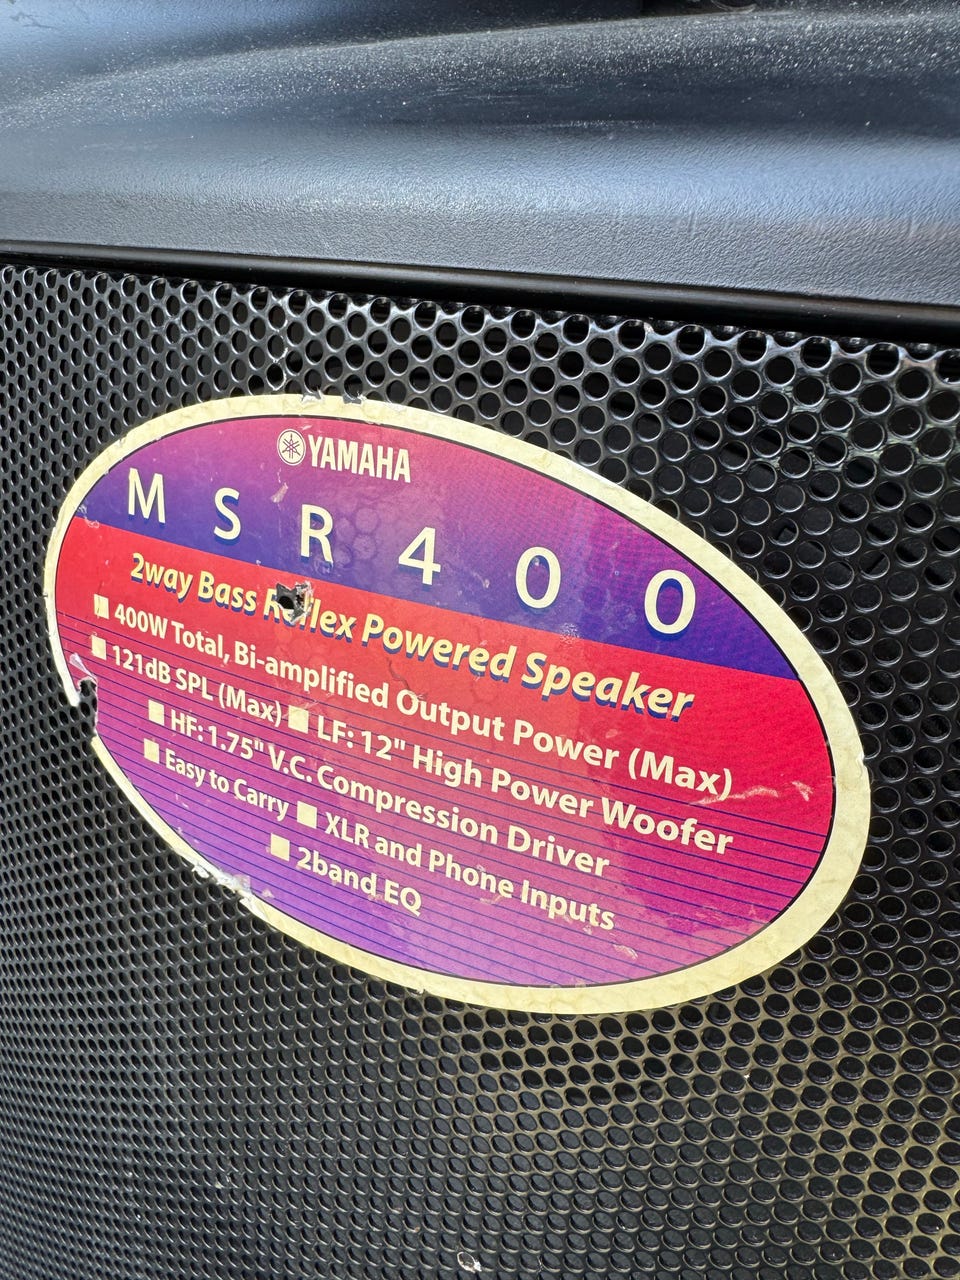 YAMAHA
MSR400
2way Bass Reflex Powered Speaker
400W Total, Bi-amplified Output Power (Max)
121dB SPL (Max) LF: 12" High Power Woofer
HF: 1.75" V.C. Compression Driver
Easy to Carry XLR and Phone Inputs
2band EQ